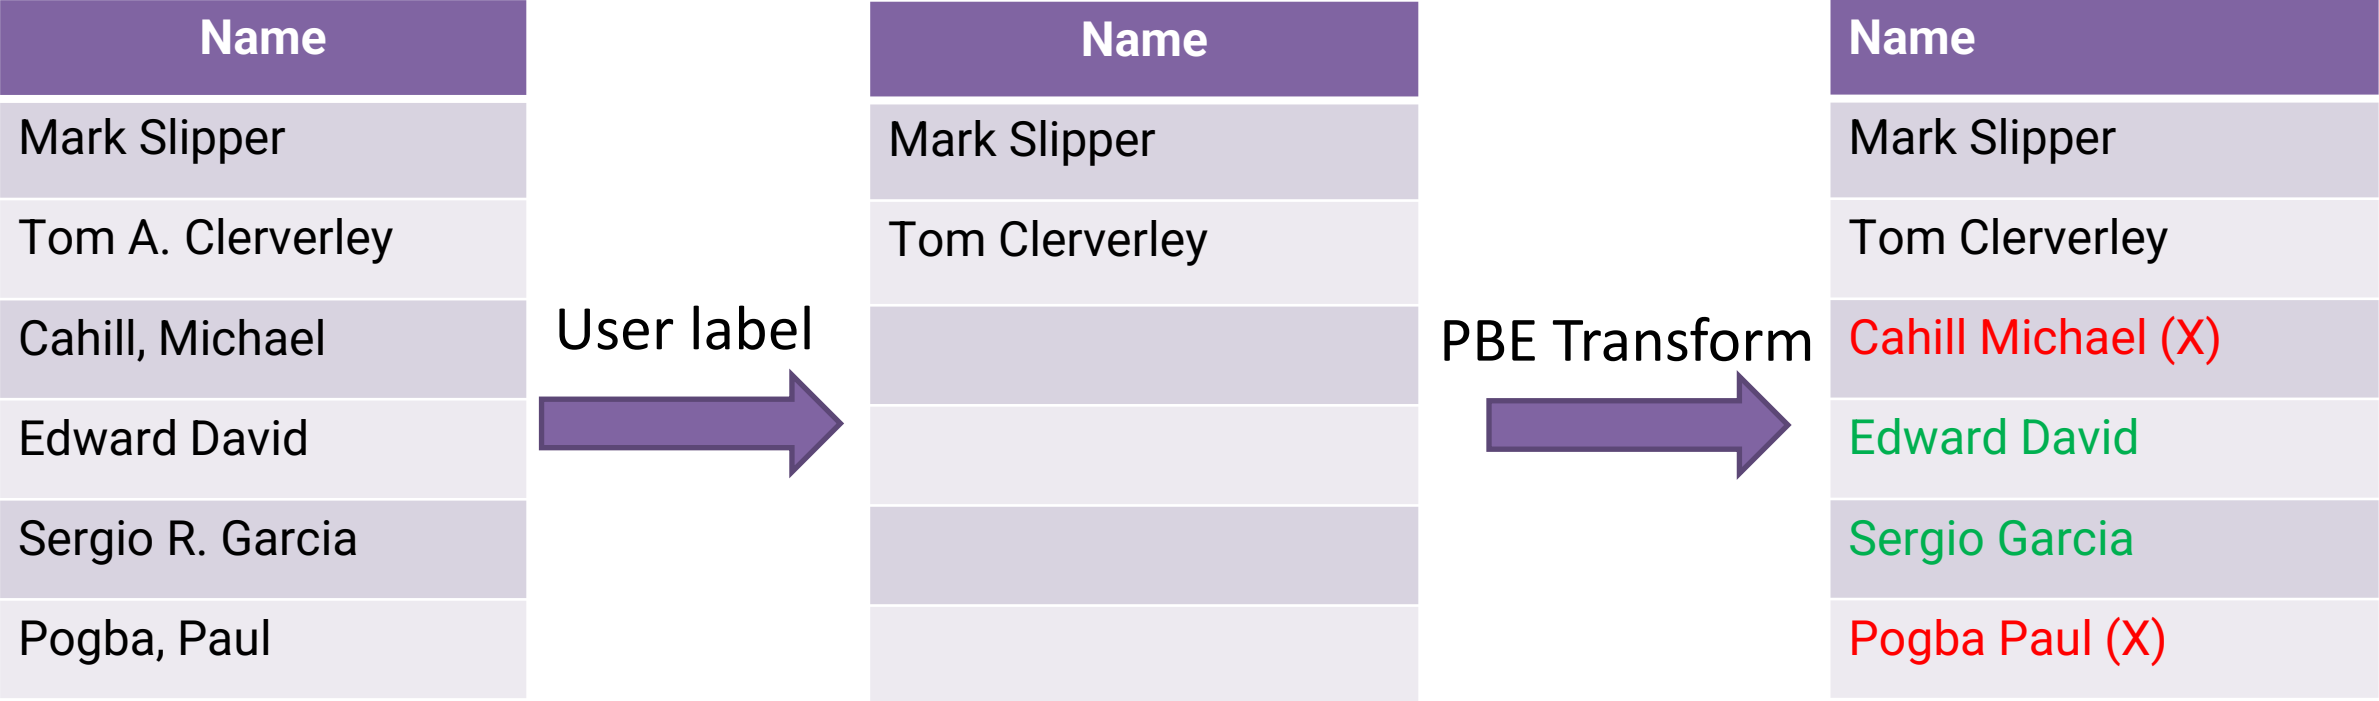 Name
Mark Slipper
Tom A. Clerverley
Cahill, Michael
Edward David
Sergio R. Garcia
Pogba, Paul
User label
Name
Mark Slipper
Tom Clerverley
PBE Transform
Name
Mark Slipper
Tom Clerverley
Cahill Michael (X)
Edward David
Sergio Garcia
Pogba Paul (X)